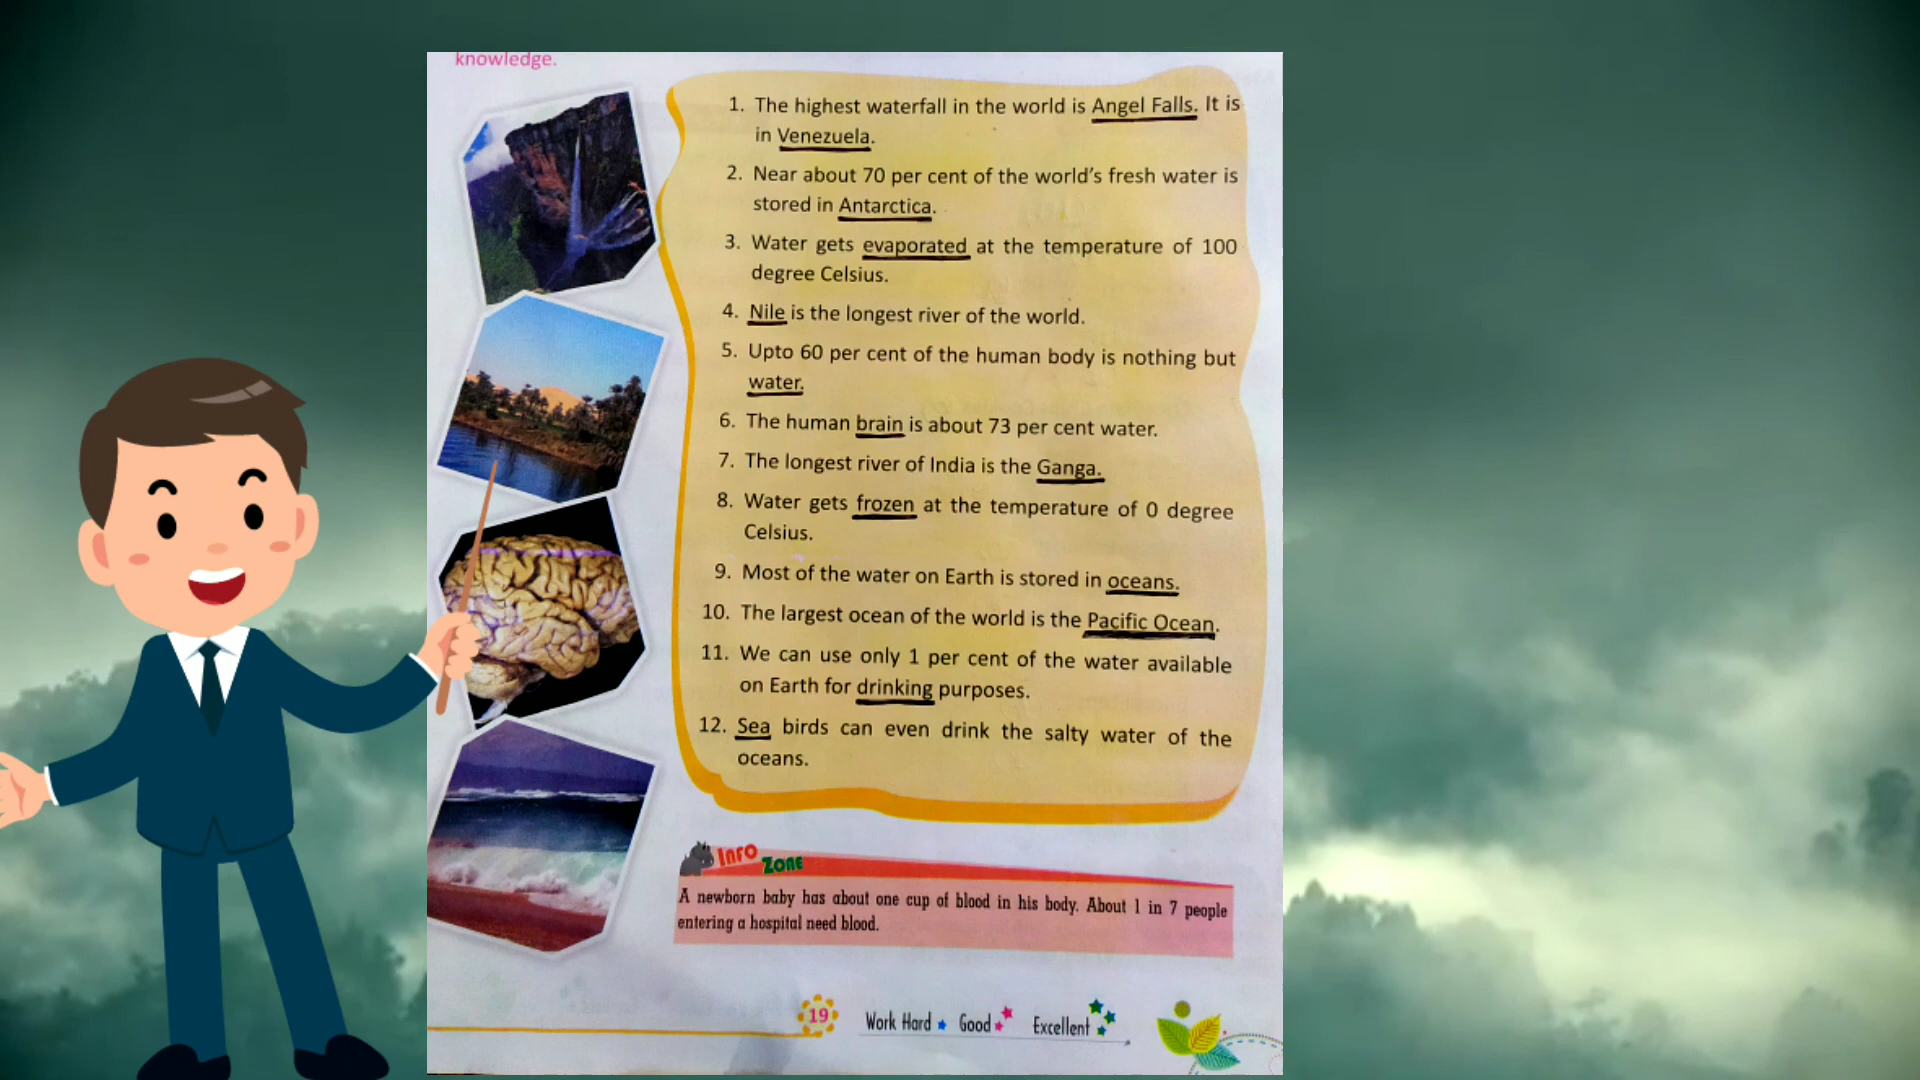 knowledge.
1. The highest waterfall in the world is Angel Falls. It is
in Venezuela.
2. Near about 70 per cent of the world's fresh water is
stored in Antarctica.
3. Water gets evaporated at the temperature of 100
degree Celsius.
4. Nile is the longest river of the world.
5. Upto 60 per cent of the human body is nothing but
water.
6. The human brain is about 73 per cent water.
7. The longest river of India is the Ganga.
8. Water gets frozen at the temperature of 0 degree
Celsius.
9. Most of the water on Earth is stored in oceans.
10. The largest ocean of the world is the Pacific Ocean.
11. We can use only 1 per cent of the water available
on Earth for drinking purposes.
12. Sea birds can even drink the salty water of the
oceans.
Info Zone
A newborn baby has about one cup of blood in his body. About 1 in 7 people
entering a hospital need blood.
19 Work Hard Good Excellent